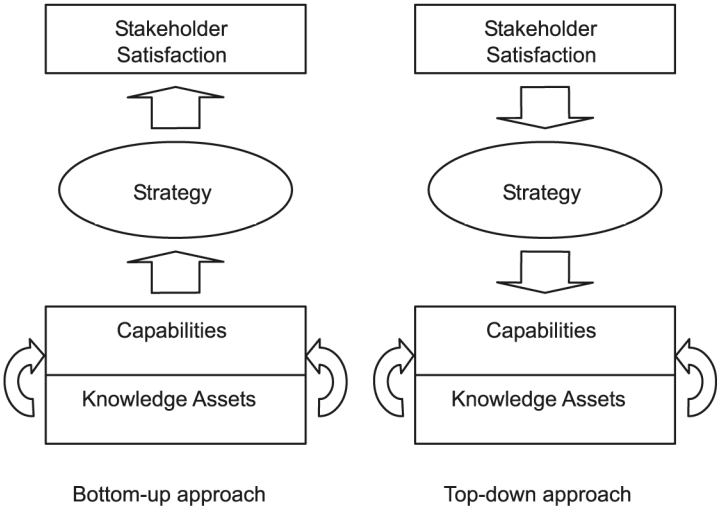 Stakeholder
Satisfaction
Strategy
Capabilities
Knowledge Assets
Bottom-up approach
Stakeholder
Satisfaction
Strategy
Capabilities
Knowledge Assets
Top-down approach